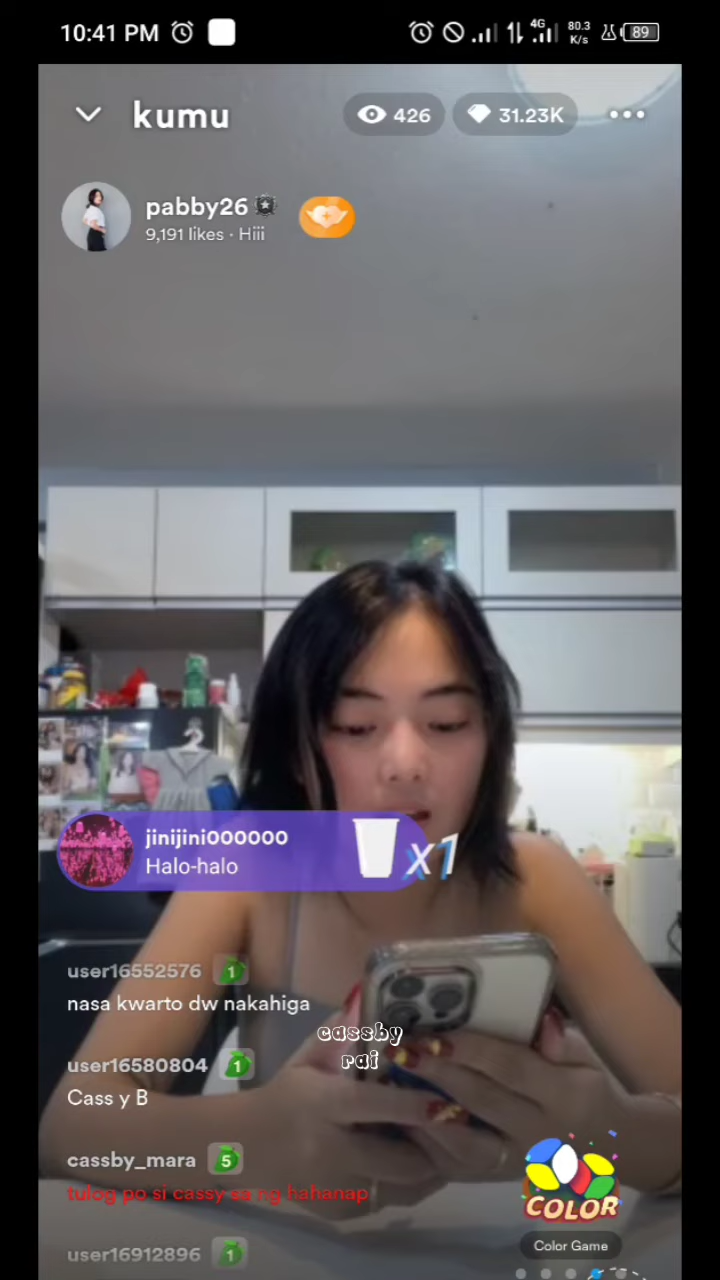 10:41 PM
4G
80.3
K/s
89
kumu
426
31.23K
pabby26
9,191 likes · Hiii
jinijini000000
Halo-halo
x1
user16552576 1
nasa kwarto dw nakahiga
cassby
rai
user16580804 1
Cass y B
cassby_mara 5
tulog po si cassy sa ng hahanap
COLOR
Color Game
user16912896 1